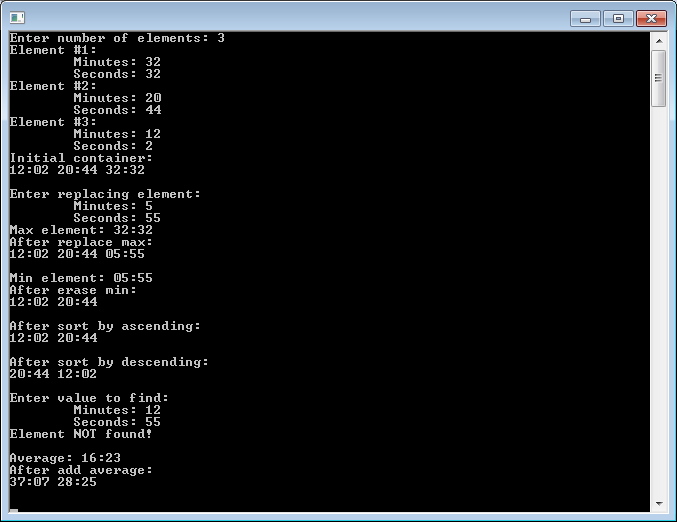 Enter number of elements: 3
Element #1:
Minutes: 32
Seconds: 32
Element #2:
Minutes: 20
Seconds: 44
Element #3:
Minutes: 12
Seconds: 2
Initial container:
12:02 20:44 32:32
Enter replacing element:
Minutes: 5
Seconds: 55
Max element: 32:32
After replace max:
12:02 20:44 05:55
Min element: 05:55
After erase min:
12:02 20:44
After sort by ascending:
12:02 20:44
After sort by descending:
20:44 12:02
Enter value to find:
Minutes: 12
Seconds: 55
Element NOT found!
Average: 16:23
After add average:
37:07 28:25